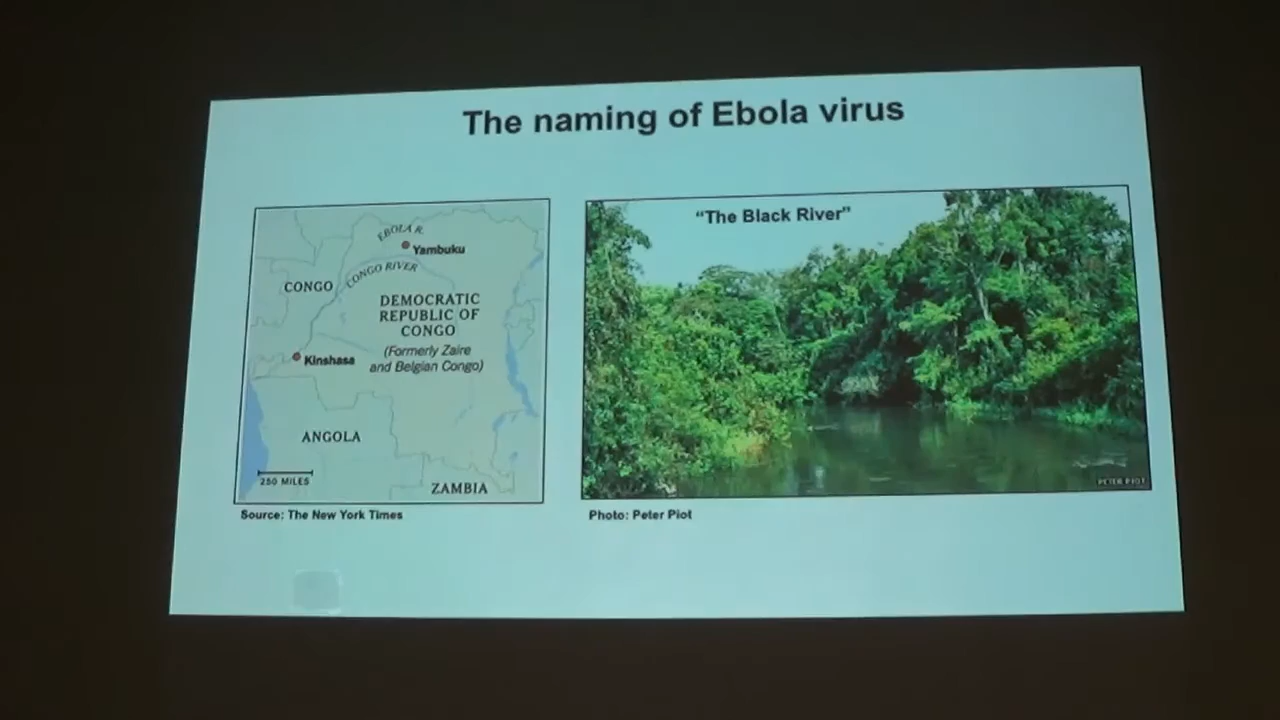 The naming of Ebola virus
EBOLA R.
Yambuku
CONGO RIVER
CONGO
DEMOCRATIC
REPUBLIC OF
CONGO
(Formerly Zaire
and Belgian Congo)
Kinshasa
ANGOLA
250 MILES
ZAMBIA
Source: The New York Times
“The Black River”
PETER PIOT
Photo: Peter Piot